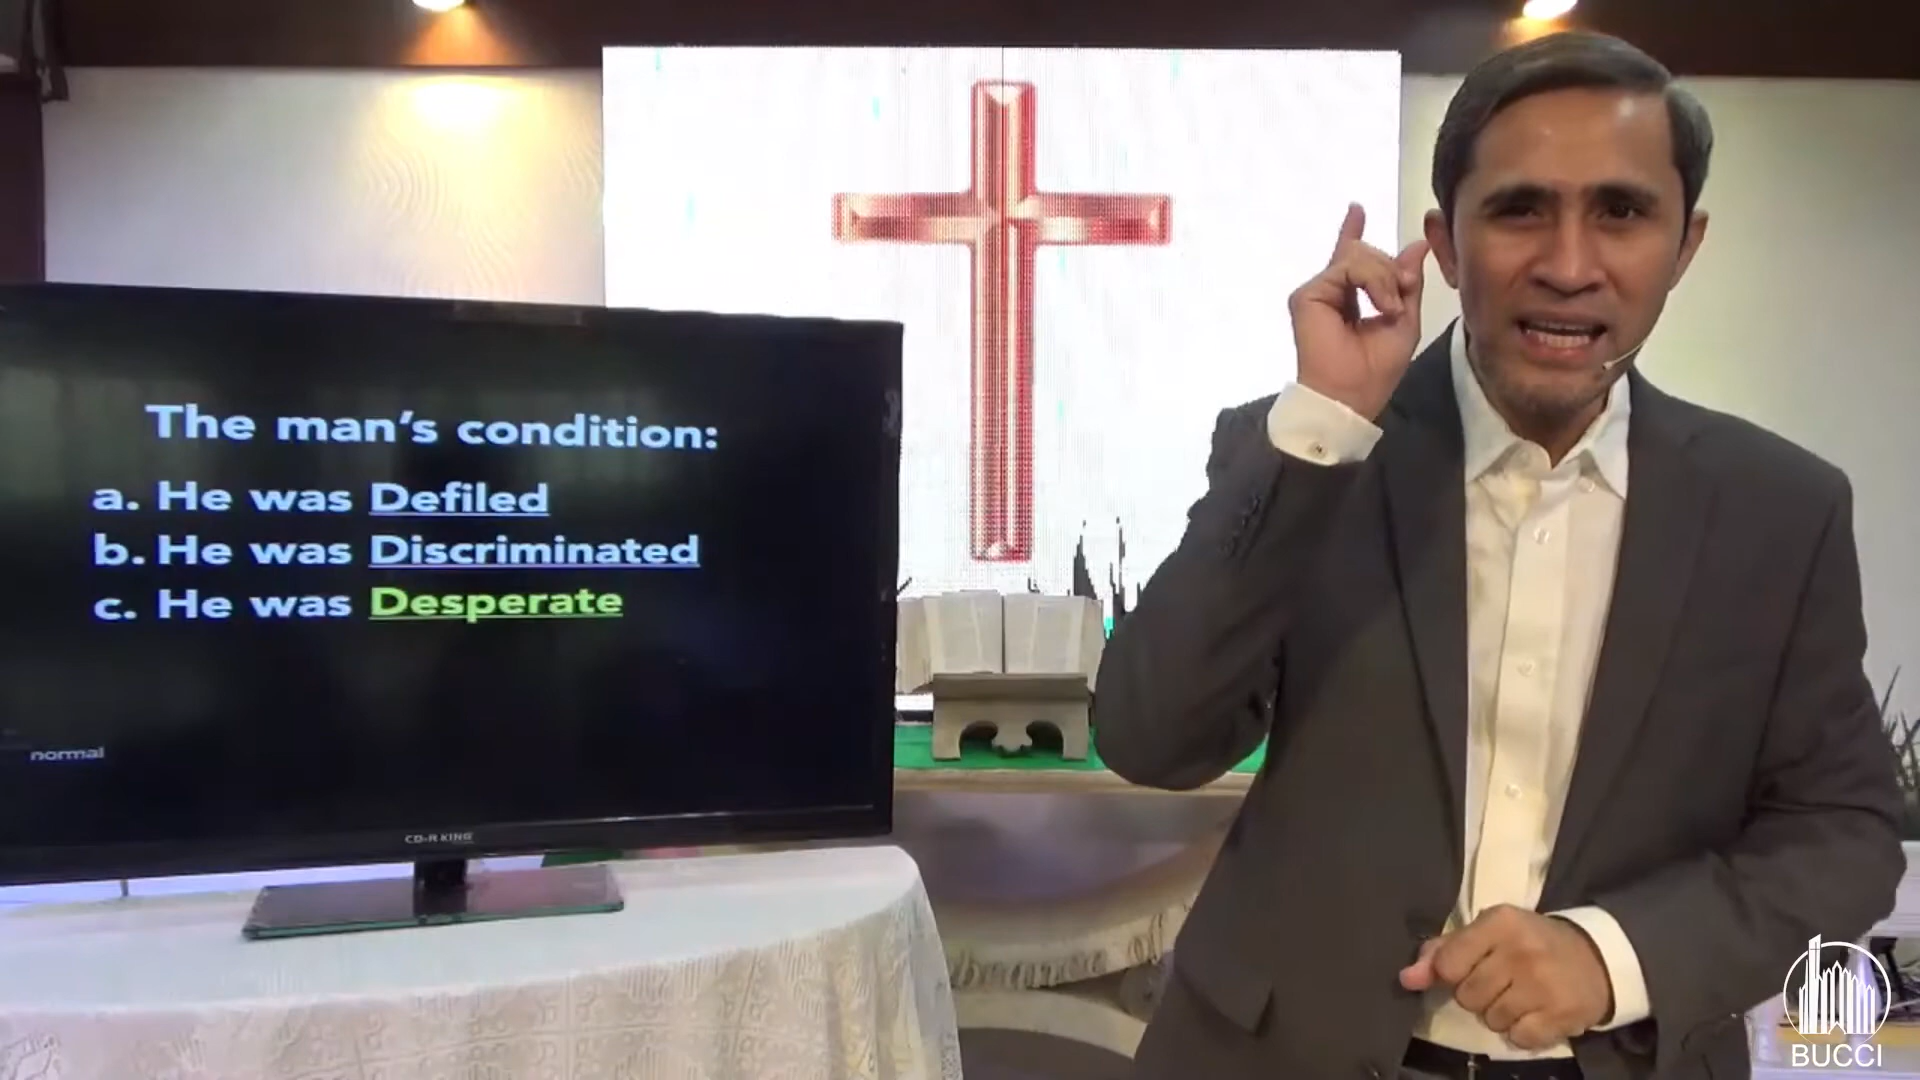 The man's condition:
a. He was Defiled
b. He was Discriminated
c. He was Desperate
normal
CD-R KING
BUCCI